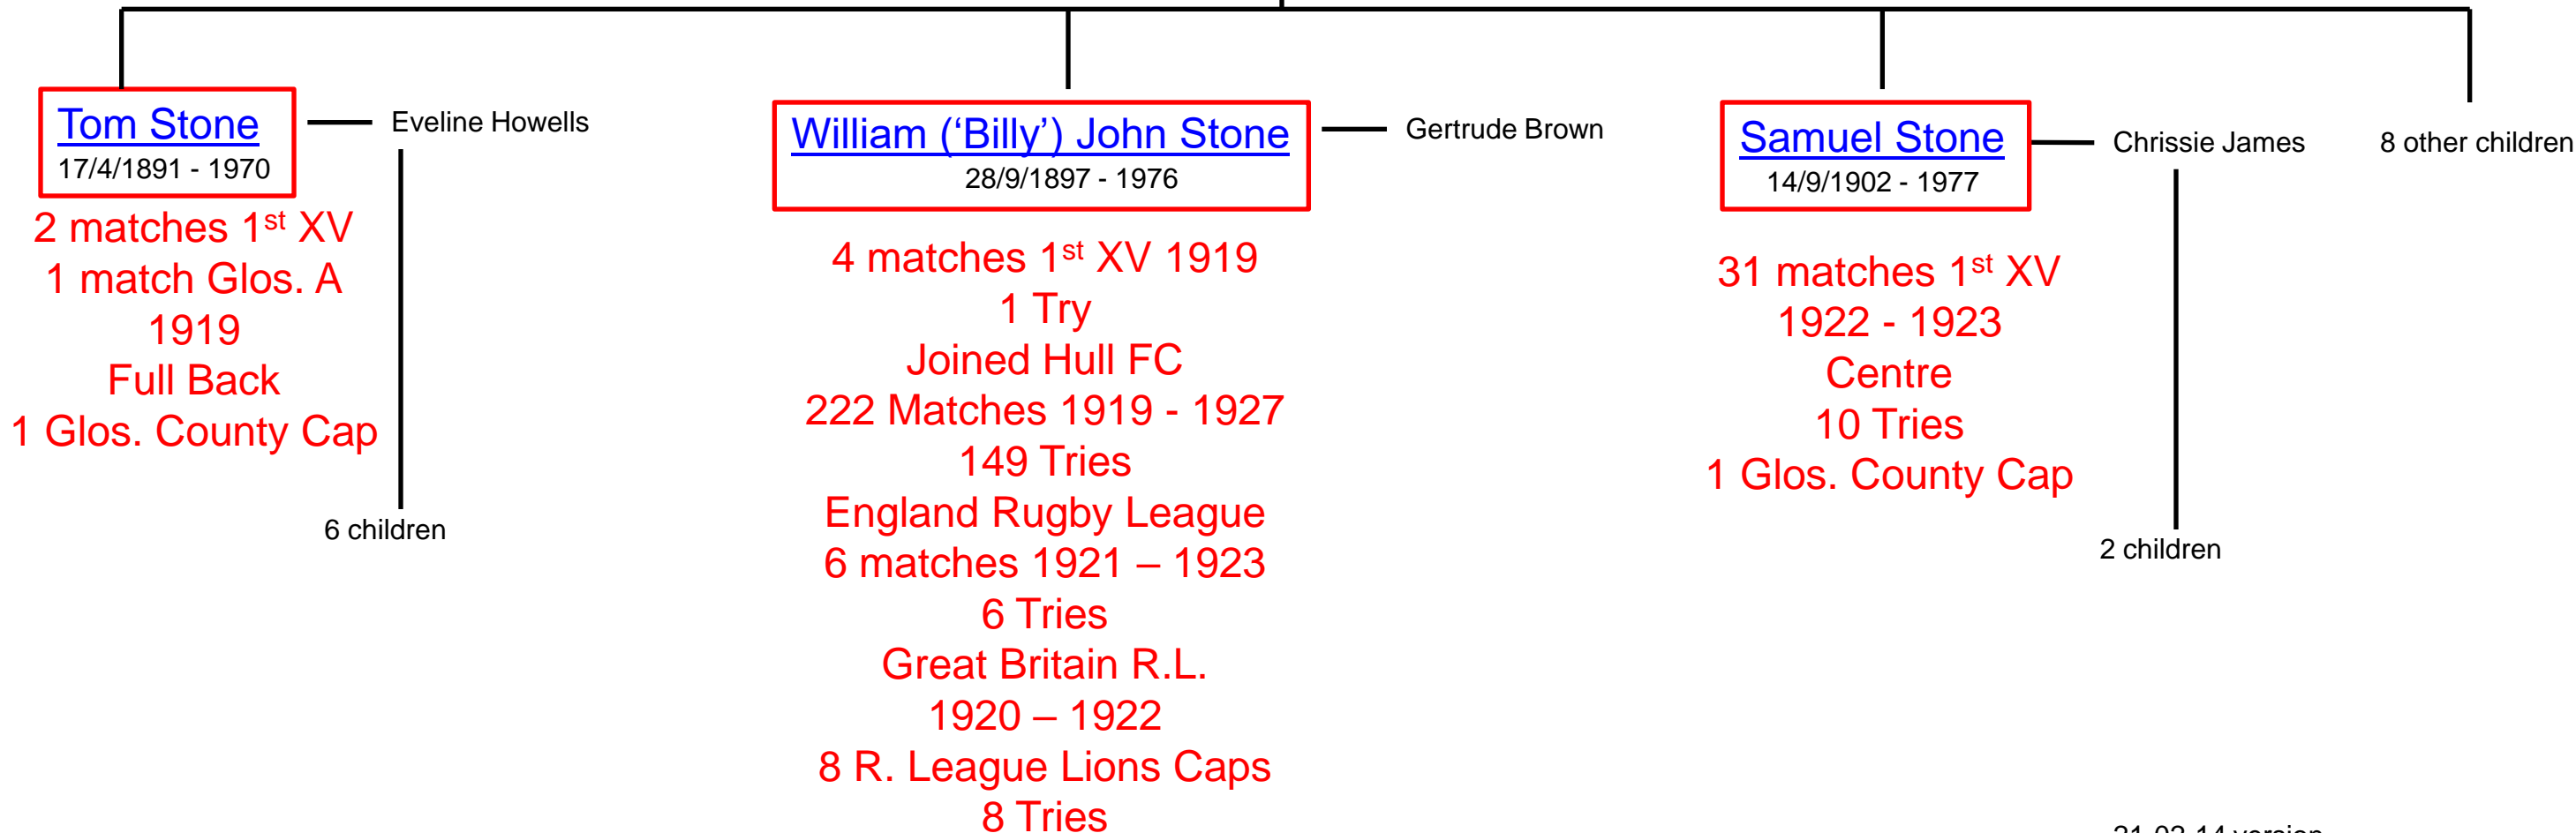 Tom Stone
17/4/1891 - 1970
Eveline Howells
2 matches 1st XV
1 match Glos. A
1919
Full Back
1 Glos. County Cap
6 children
William (‘Billy’) John Stone
28/9/1897 - 1976
Gertrude Brown
4 matches 1st XV 1919
1 Try
Joined Hull FC
222 Matches 1919 - 1927
149 Tries
England Rugby League
6 matches 1921 – 1923
6 Tries
Great Britain R.L.
1920 – 1922
8 R. League Lions Caps
8 Tries
Samuel Stone
14/9/1902 - 1977
Chrissie James
31 matches 1st XV
1922 - 1923
Centre
10 Tries
1 Glos. County Cap
2 children
8 other children
21-03-14 version